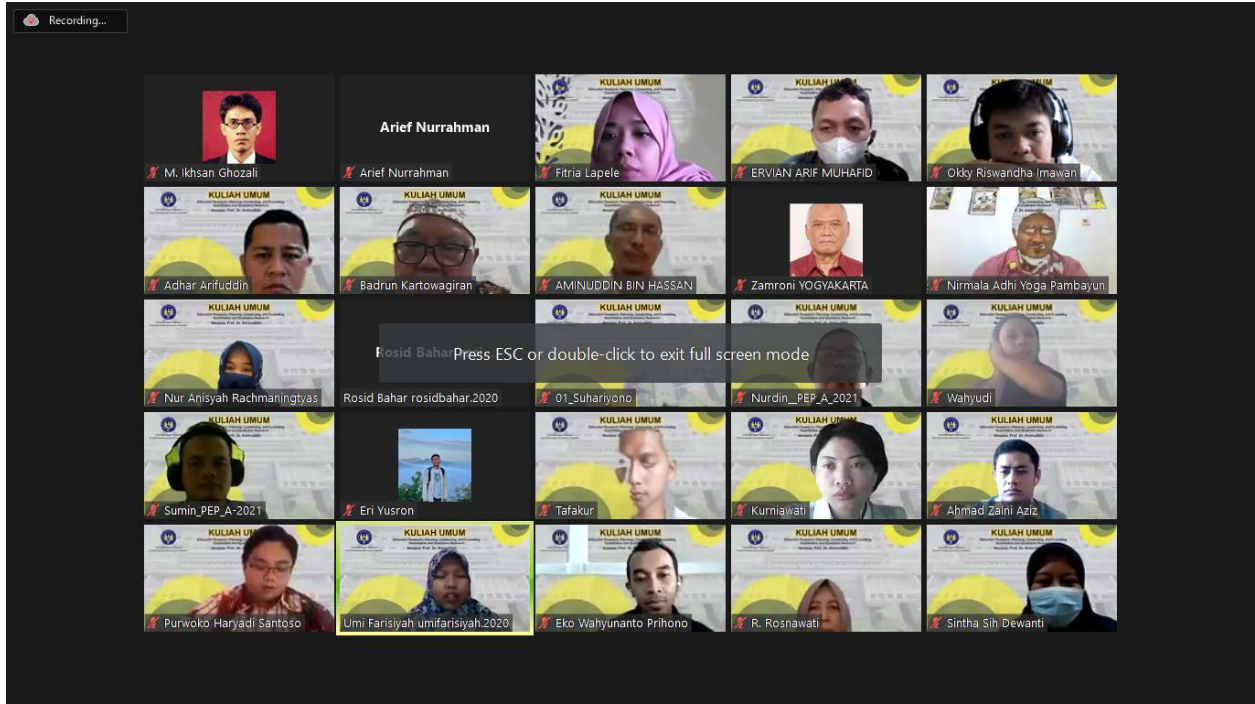 Recording...
M. Ikhsan Ghozali
Arief Nurrahman
Arief Nurrahman
KULIAH UMUM
Fitria Lapele
KULIAH UMUM
ERVIAN ARIF MUHAFID
KULIAH UMUM
Okky Riswandha Imawan
KULIAH UMUM
Adhar Arifuddin
KULIAH UMUM
Badrun Kartowagiran
KULIAH UMUM
AMINUDDIN BIN HASSAN
Zamroni YOGYAKARTA
Nirmala Adhi Yoga Pambayun
KULIAH UMUM
Nur Anisyah Rachmaningtyas
Rosid Bahar
Rosid Bahar rosidbahar.2020
KULIAH UMUM
01_Suhariyono
KULIAH UMUM
Nurdin__PEP_A_2021
KULIAH UMUM
Wahyudi
Press ESC or double-click to exit full screen mode
KULIAH UMUM
Sumin_PEP_A-2021
Eri Yusron
KULIAH UMUM
Tafakur
KULIAH UM
Kurniawati
KULIAH UMUM
Ahmad Zaini Aziz
KULIAH UM
Purwoko Haryadi Santoso
KULIAH UMUM
Umi Farisiyah umifarisiyah.2020
KULIAH UMUM
Eko Wahyunanto Prihono
KULIAH UMUM
R. Rosnawati
KULIAH UMUM
Sintha Sih Dewanti